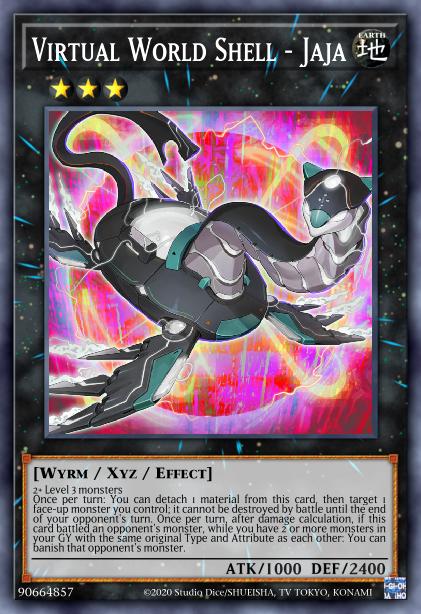 VIRTUAL WORLD SHELL - JAJA
EARTH
地
[WYRM / XYZ / EFFECT]
2+ Level 3 monsters
Once per turn: You can detach 1 material from this card, then target 1
face-up monster you control; it cannot be destroyed by battle until the end
of your opponent's turn. Once per turn, after damage calculation, if this
card battled an opponent's monster, while you have 2 or more monsters in
your GY with the same original Type and Attribute as each other: You can
banish that opponent's monster.
ATK/1000 DEF/2400
90664857
©2020 Studio Dice/SHUEISHA, TV TOKYO, KONAMI